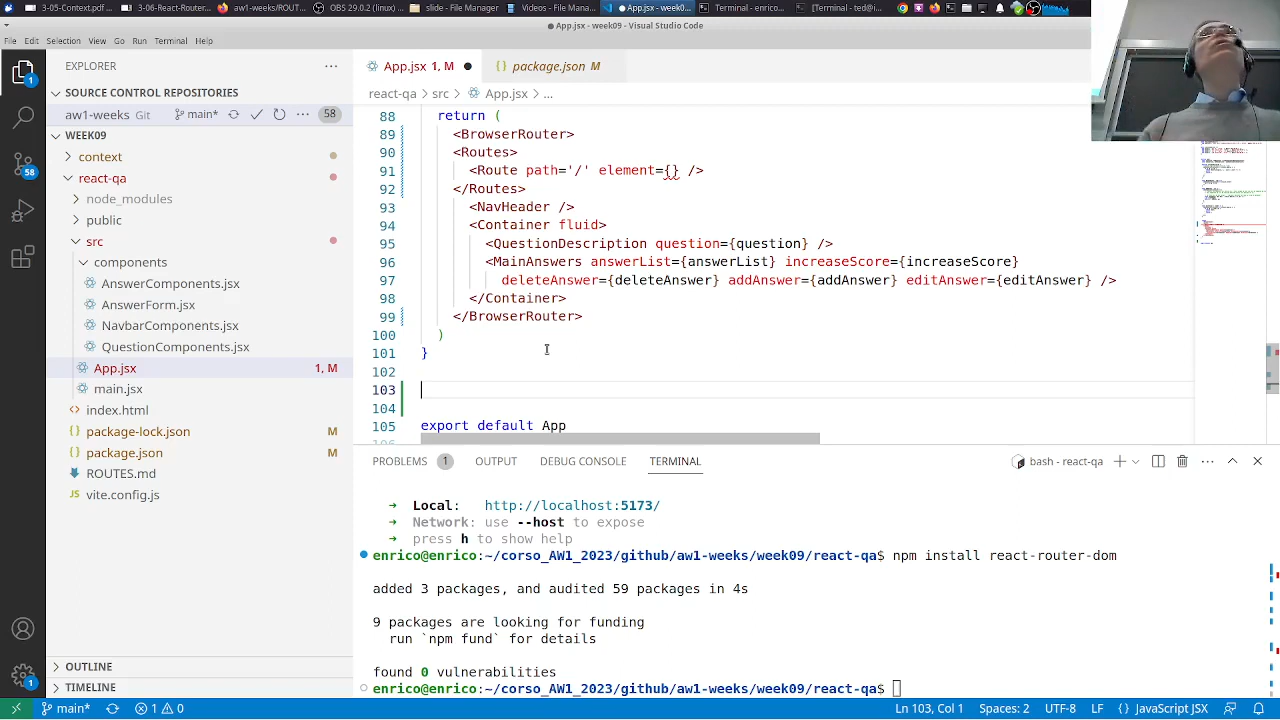 3-05-Context.pd...
3-06-React-Router...
aw1-weeks/ROUT...
OBS 29.0.2 (linux) ...
Slide - File Manager
Video - File Mana...
● App.jsx - week0...
Terminal - enrico...
[Terminal - ted@i...
● App.jsx - week09 - Visual Studio Code
File Edit Selection View Go Run Terminal Help
EXPLORER ...
App.jsx 1, M ●
{} package.json M
SOURCE CONTROL REPOSITORIES
aw1-weeks Git main* ... 58
WEEK09
context
react-qa
node_modules
public
src
components
AnswerComponents.jsx
AnswerForm.jsx
NavbarComponents.jsx
QuestionComponents.jsx
App.jsx 1, M
main.jsx
index.html
package-lock.json M
package.json M
ROUTES.md
vite.config.js
OUTLINE
TIMELINE
1
58
1
react-qa > src > App.jsx > ...
88 return (
89 <BrowserRouter>
90 <Routes>
91 <Route path='/' element={} />
92 </Routes>
93 <NavHeader />
94 <Container fluid>
95 <QuestionDescription question={question} />
96 <MainAnswers answerList={answerList} increaseScore={increaseScore}
97 deleteAnswer={deleteAnswer} addAnswer={addAnswer} editAnswer={editAnswer} />
98 </Container>
99 </BrowserRouter>
100 )
101 }
102
103
104
105 export default App
106
PROBLEMS 1 OUTPUT DEBUG CONSOLE TERMINAL
bash - react-qa
➜ Local: http://localhost:5173/
➜ Network: use --host to expose
➜ press h to show help
enrico@enrico:~/corso_AW1_2023/github/aw1-weeks/week09/react-qa$ npm install react-router-dom
added 3 packages, and audited 59 packages in 4s
9 packages are looking for funding
run `npm fund` for details
found 0 vulnerabilities
enrico@enrico:~/corso_AW1_2023/github/aw1-weeks/week09/react-qa$
main* 1 0
Ln 103, Col 1 Spaces: 2 UTF-8 LF {} JavaScript JSX